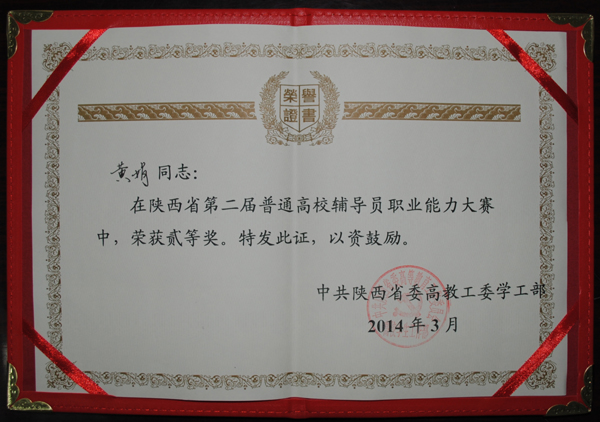 榮譽
證書
黄娟 同志：
在陕西省第二届普通高校辅导员职业能力大赛
中，荣获贰等奖。特发此证，以资鼓励。
中共陕西省委高教工委学工部
2014 年 3 月